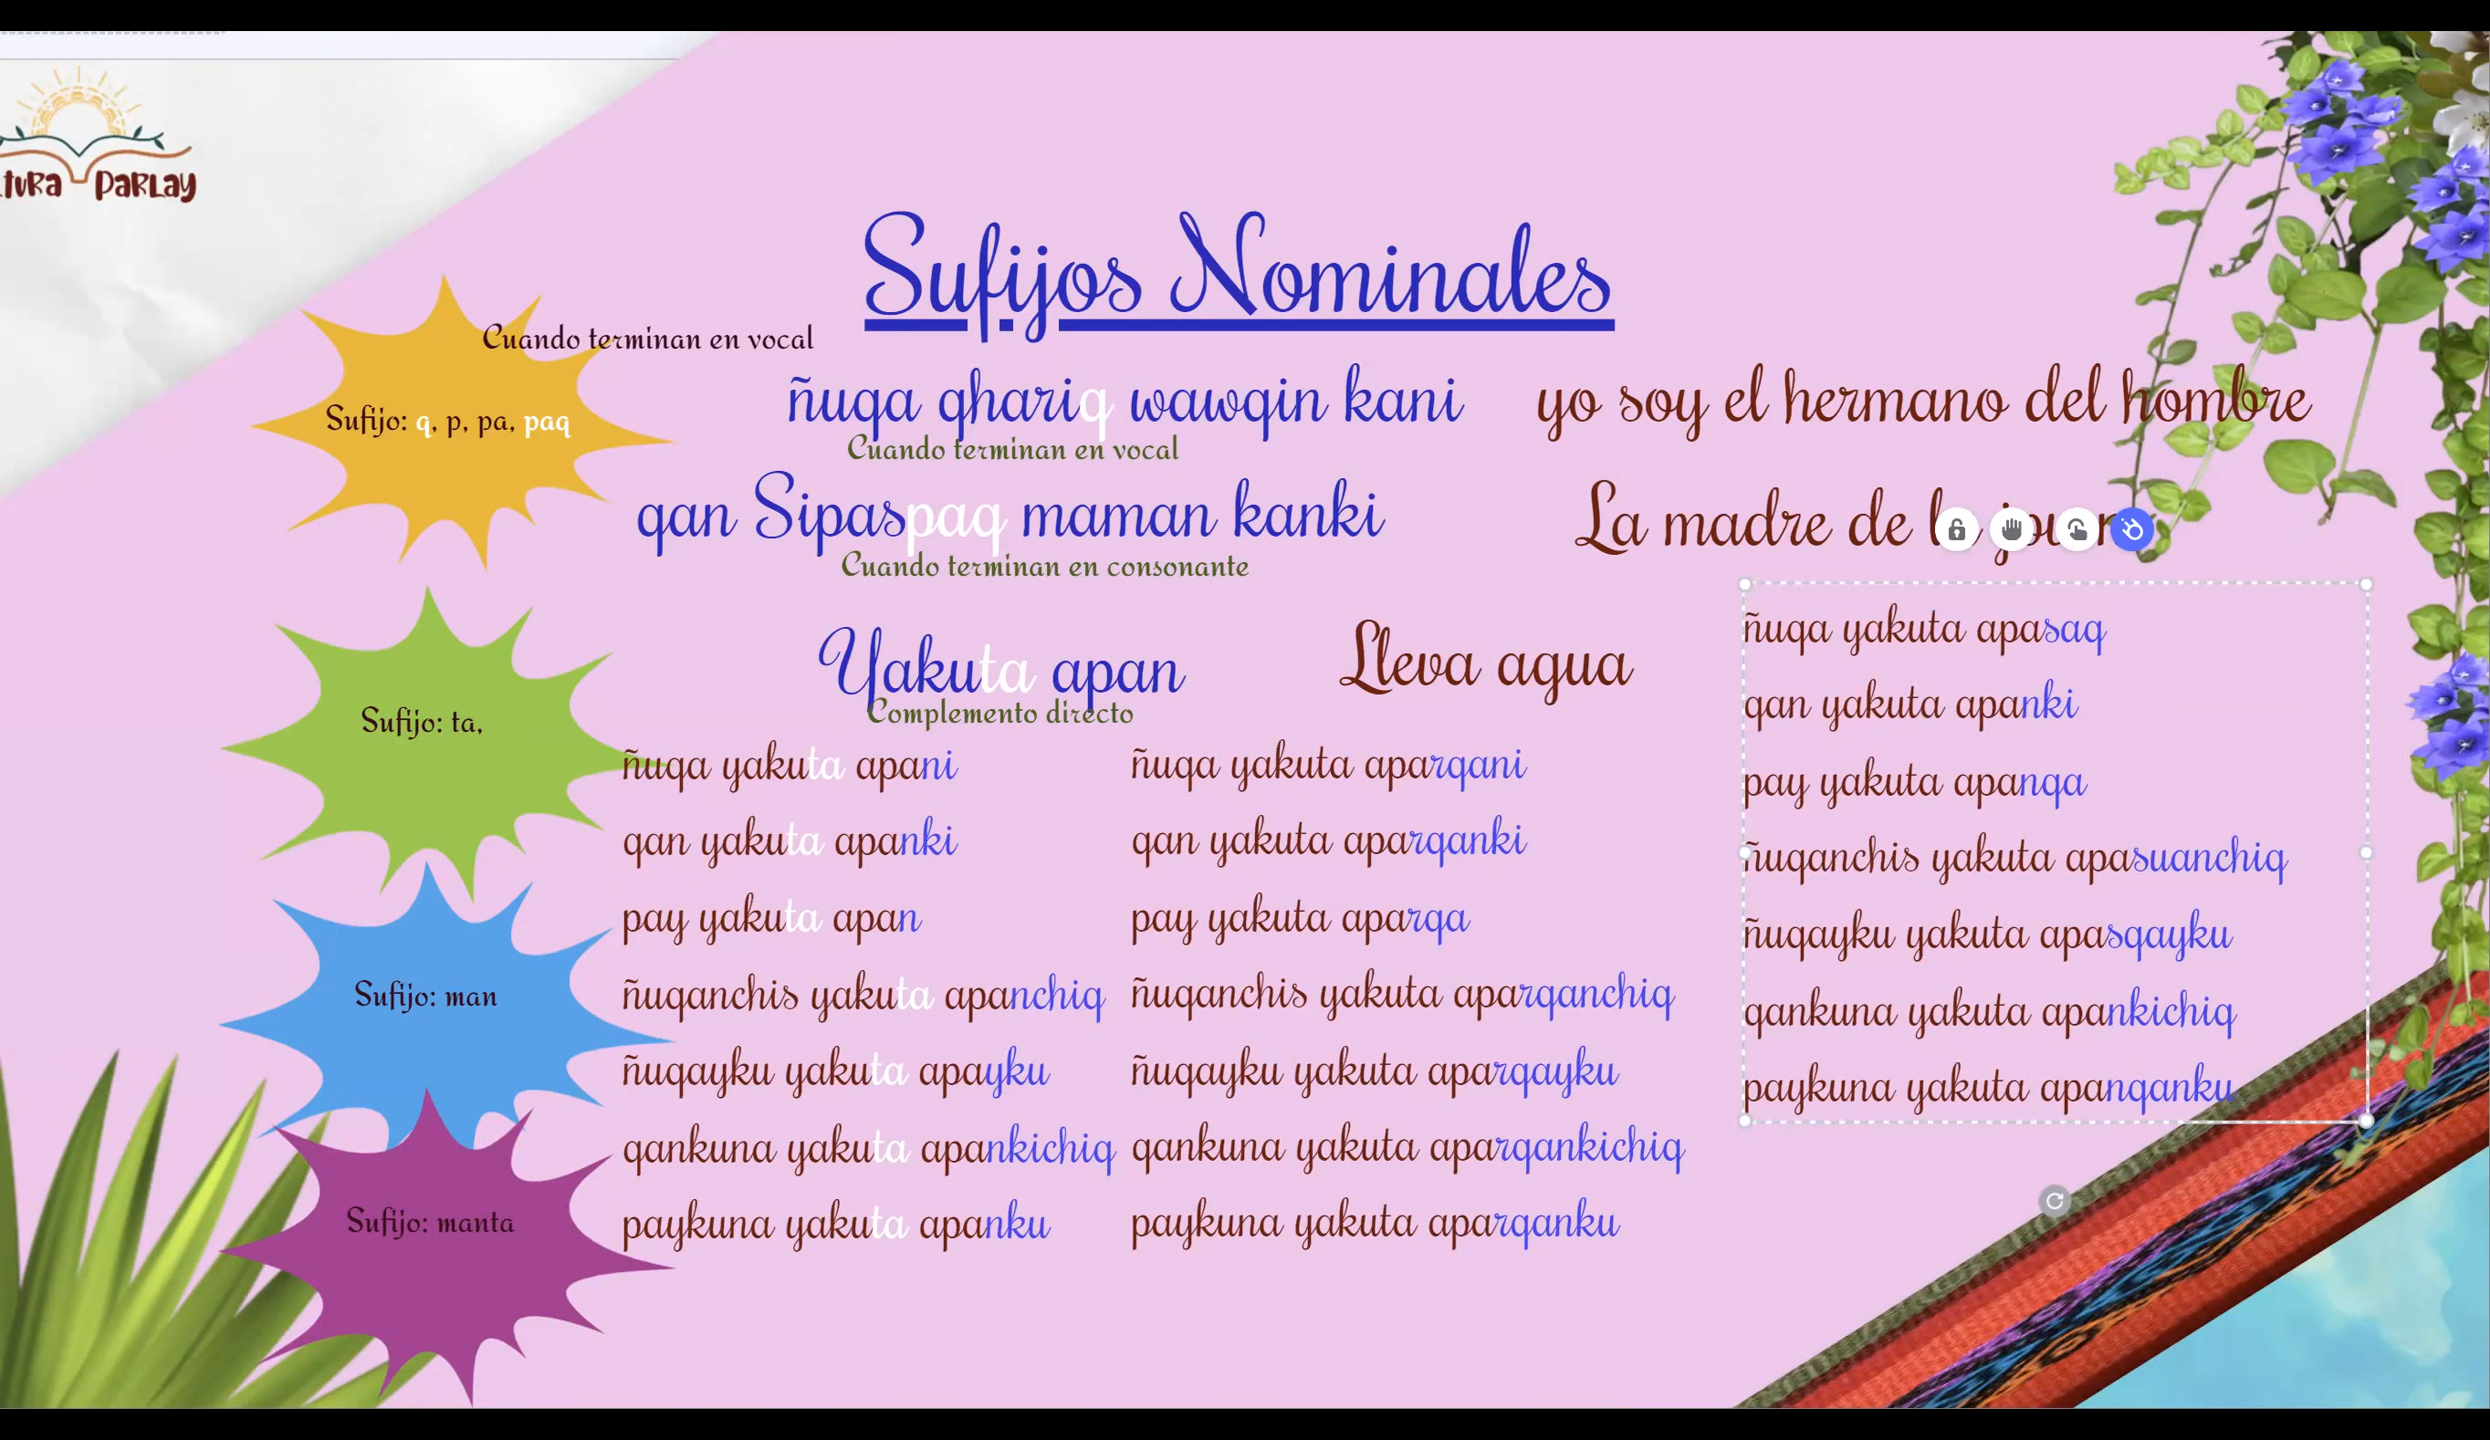 PARLAY
Sufijos Nominales
Cuando terminan en vocal
Sufijo: q, p, pa, paq
ñuqa qhariq wawqin kani
yo soy el hermano del hombre
Cuando terminan en vocal
qan Sipaspaq maman kanki
La madre de
Cuando terminan en consonante
Sufijo: ta,
Yakuta apan
Lleva agua
Complemento directo
ñuqa yakuta apani
qan yakuta apanki
pay yakuta apan
ñuqanchis yakuta apanchiq
ñuqayku yakuta apayku
qankuna yakuta apankichiq
paykuna yakuta apanku
ñuqa yakuta aparqani
qan yakuta aparqanki
pay yakuta aparqa
ñuqanchis yakuta aparqanchiq
ñuqayku yakuta aparqayku
qankuna yakuta aparqankichiq
paykuna yakuta aparqanku
ñuqa yakuta apasaq
qan yakuta apanki
pay yakuta apanqa
ñuqanchis yakuta apasuanchiq
ñuqayku yakuta apasqayku
qankuna yakuta apankichiq
paykuna yakuta apanqanku
Sufijo: man
Sufijo: manta